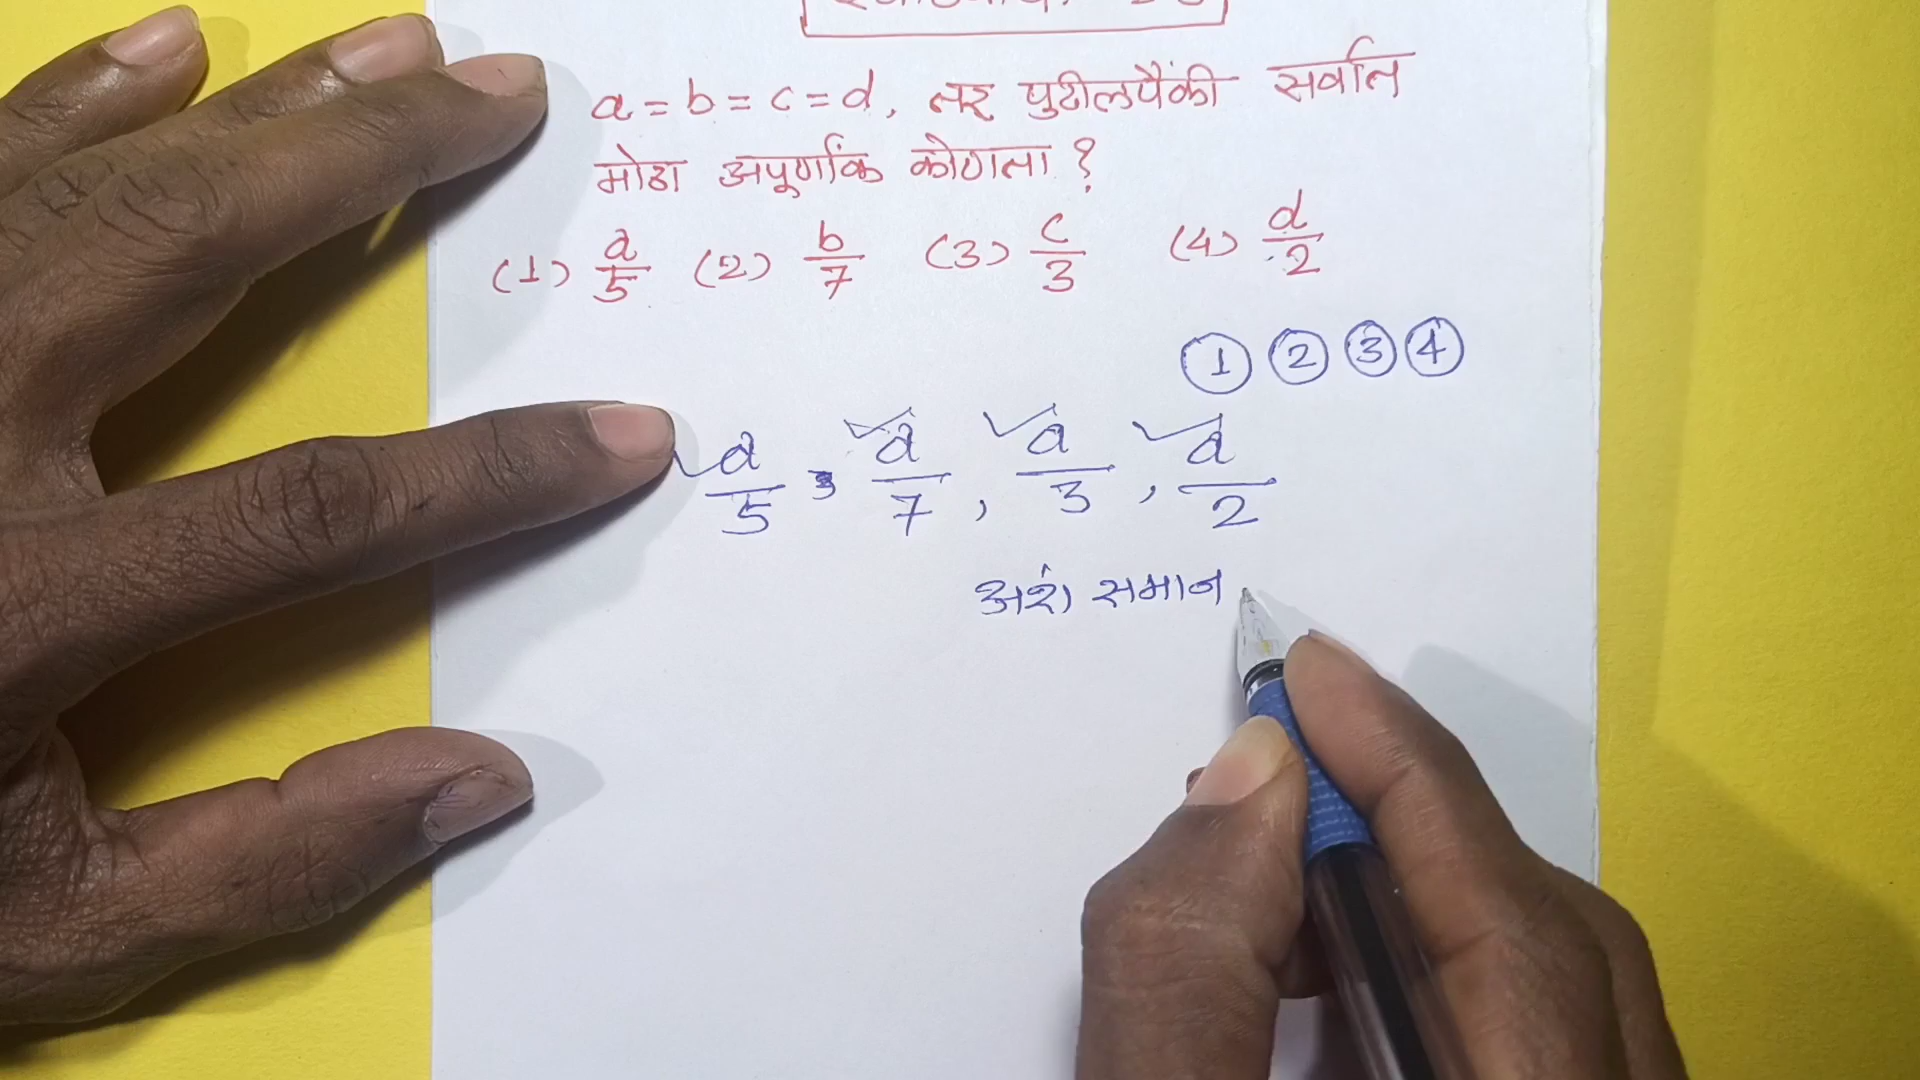 a = b = c = d, तर पुढीलपैकी सर्वात
मोठा अपूर्णांक कोणता ?
(1) a/5 (2) b/7 (3) c/3 (4) d/2
1 2 3 4
a/5 , a/7 , a/3 , a/2
अंश समान